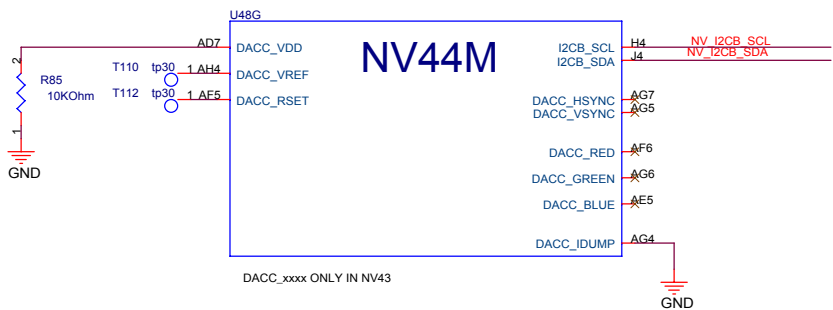 U48G
NV44M
AD7 DACC_VDD
T110 tp30 1 AH4 DACC_VREF
T112 tp30 1 AF5 DACC_RSET
2
R85
10KOhm
1
GND
I2CB_SCL H4 NV_I2CB_SCL
I2CB_SDA J4 NV_I2CB_SDA
DACC_HSYNC AG7
DACC_VSYNC AG5
DACC_RED AF6
DACC_GREEN AG6
DACC_BLUE AE5
DACC_IDUMP AG4
GND
DACC_xxxx ONLY IN NV43